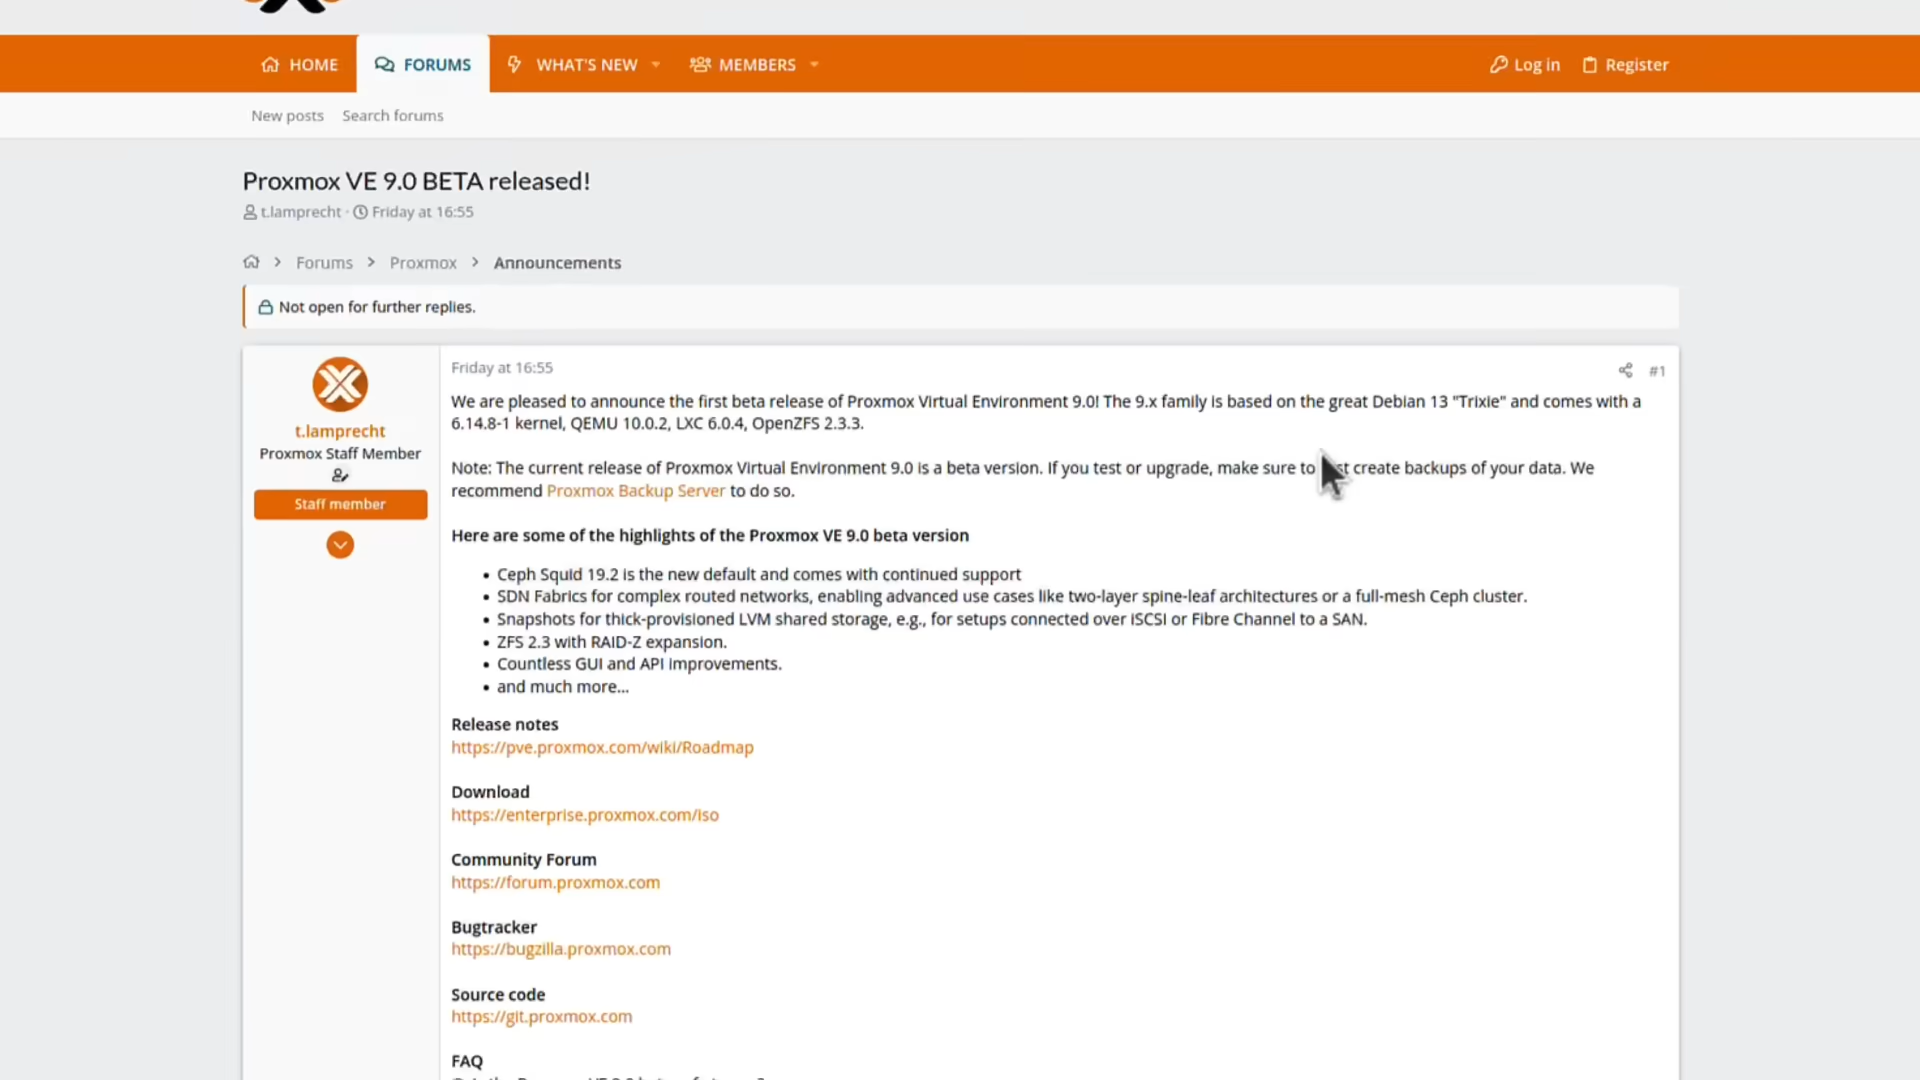 HOME
FORUMS
WHAT'S NEW
MEMBERS
Log in
Register
New posts
Search forums
Proxmox VE 9.0 BETA released!
t.lamprecht · Friday at 16:55
Forums > Proxmox > Announcements
Not open for further replies.
t.lamprecht
Proxmox Staff Member
Staff member
Friday at 16:55
#1
We are pleased to announce the first beta release of Proxmox Virtual Environment 9.0! The 9.x family is based on the great Debian 13 "Trixie" and comes with a
6.14.8-1 kernel, QEMU 10.0.2, LXC 6.0.4, OpenZFS 2.3.3.
Note: The current release of Proxmox Virtual Environment 9.0 is a beta version. If you test or upgrade, make sure to create backups of your data. We
recommend Proxmox Backup Server to do so.
Here are some of the highlights of the Proxmox VE 9.0 beta version
• Ceph Squid 19.2 is the new default and comes with continued support
• SDN Fabrics for complex routed networks, enabling advanced use cases like two-layer spine-leaf architectures or a full-mesh Ceph cluster.
• Snapshots for thick-provisioned LVM shared storage, e.g., for setups connected over iSCSI or Fibre Channel to a SAN.
• ZFS 2.3 with RAID-Z expansion.
• Countless GUI and API improvements.
• and much more...
Release notes
https://pve.proxmox.com/wiki/Roadmap
Download
https://enterprise.proxmox.com/iso
Community Forum
https://forum.proxmox.com
Bugtracker
https://bugzilla.proxmox.com
Source code
https://git.proxmox.com
FAQ